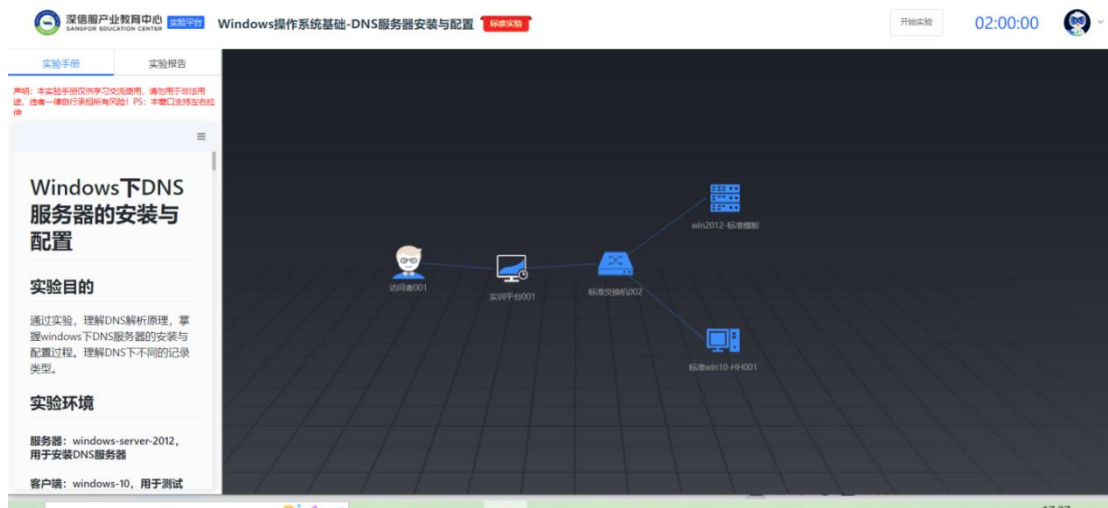 深信服产业教育中心 实验平台 Windows操作系统基础-DNS服务器安装与配置 标准实验 开始实验 02:00:00
SANGFOR EDUCATION CENTER
实验手册 实验报告
声明：本实验手册仅供学习交流使用，请勿用于非法用
途，违者一律自行承担所有风险！PS：本窗口支持左右拉
伸
Windows下DNS
服务器的安装与
配置
实验目的
通过实验，理解DNS解析原理，掌
握windows下DNS服务器的安装与
配置过程。理解DNS下不同的记录
类型。
实验环境
服务器：windows-server-2012，
用于安装DNS服务器
客户端：windows-10，用于测试
win2012-标准模板
访问者001
实训平台001
标准交换机002
标准win10-HH001